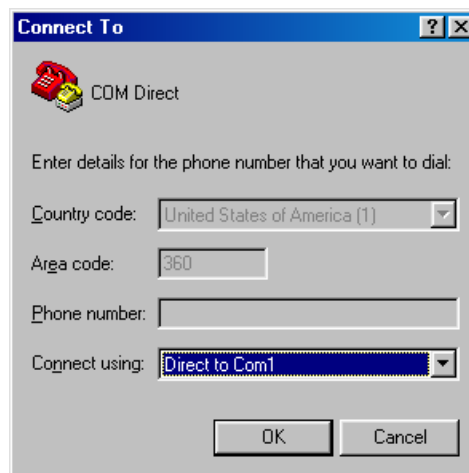 Connect To
COM Direct
Enter details for the phone number that you want to dial:
Country code: United States of America (1)
Area code: 360
Phone number:
Connect using: Direct to Com1
OK Cancel